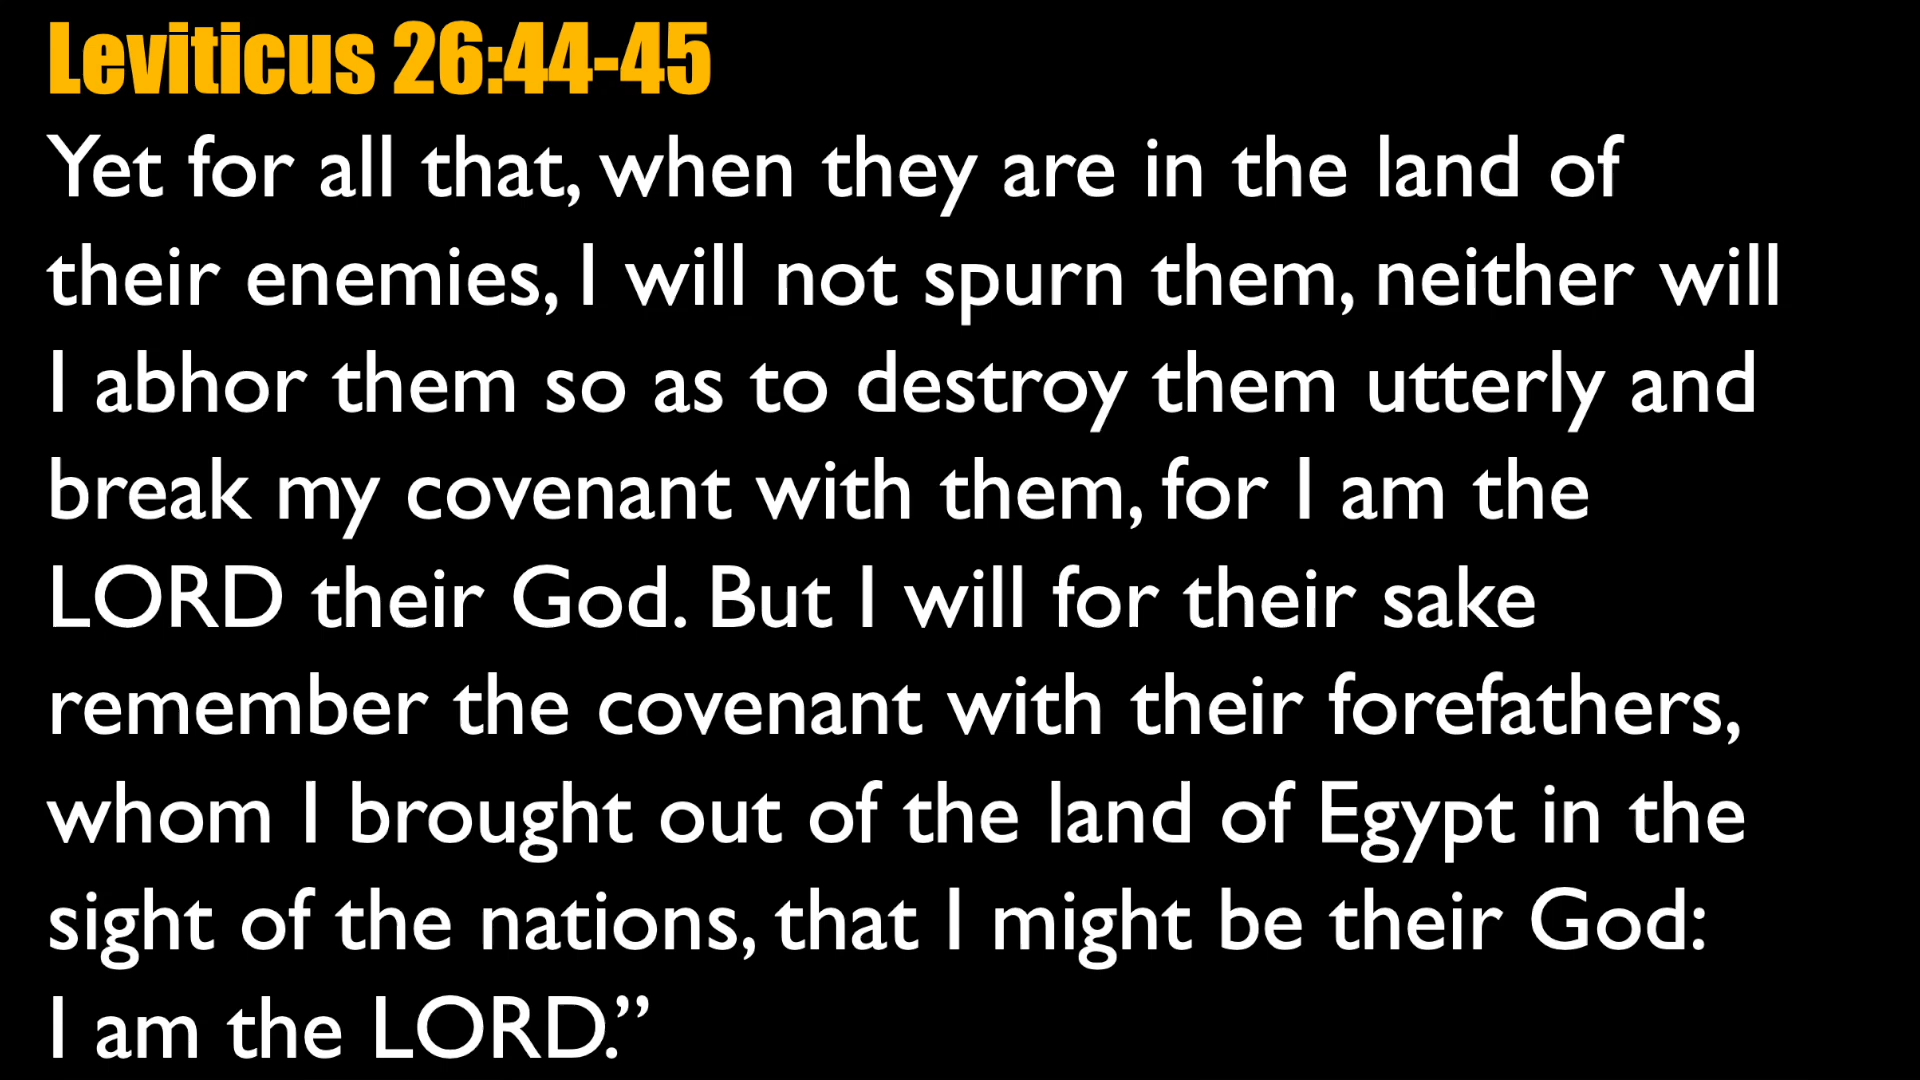 Leviticus 26:44-45
Yet for all that, when they are in the land of
their enemies, I will not spurn them, neither will
I abhor them so as to destroy them utterly and
break my covenant with them, for I am the
LORD their God. But I will for their sake
remember the covenant with their forefathers,
whom I brought out of the land of Egypt in the
sight of the nations, that I might be their God:
I am the LORD.”